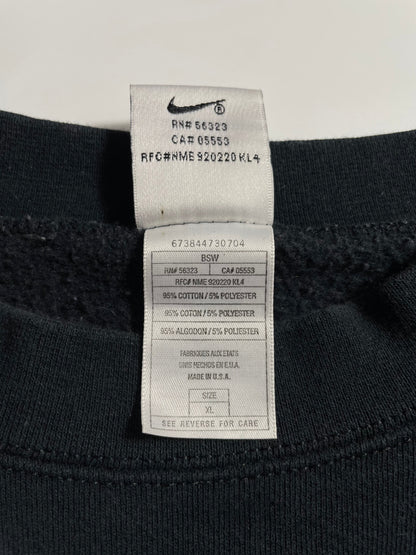 ®
RN# 56323
CA# 05553
RFC#NME 920220 KL4
673844730704
BSW
RN# 56323 CA# 05553
RFC# NME 920220 KL4
95% COTTON / 5% POLYESTER
95% COTTON / 5% POLYESTER
95% ALGODON / 5% POLIESTER
FABRIQUES AUX ETATS
UNIS HECHOS EN E.U.A.
MADE IN U.S.A.
SIZE
XL
SEE REVERSE FOR CARE